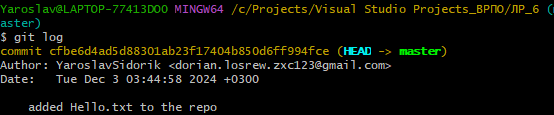 Yaroslav@LAPTOP-77413DOO MINGW64 /c/Projects/Visual Studio Projects_ВРПО/ЛР_6 (m
aster)
$ git log
commit cfbe6d4ad5d88301ab23f17404b850d6ff994fce (HEAD -> master)
Author: YaroslavSidorik <dorian.losrew.zxc123@gmail.com>
Date:   Tue Dec 3 03:44:58 2024 +0300
    added Hello.txt to the repo